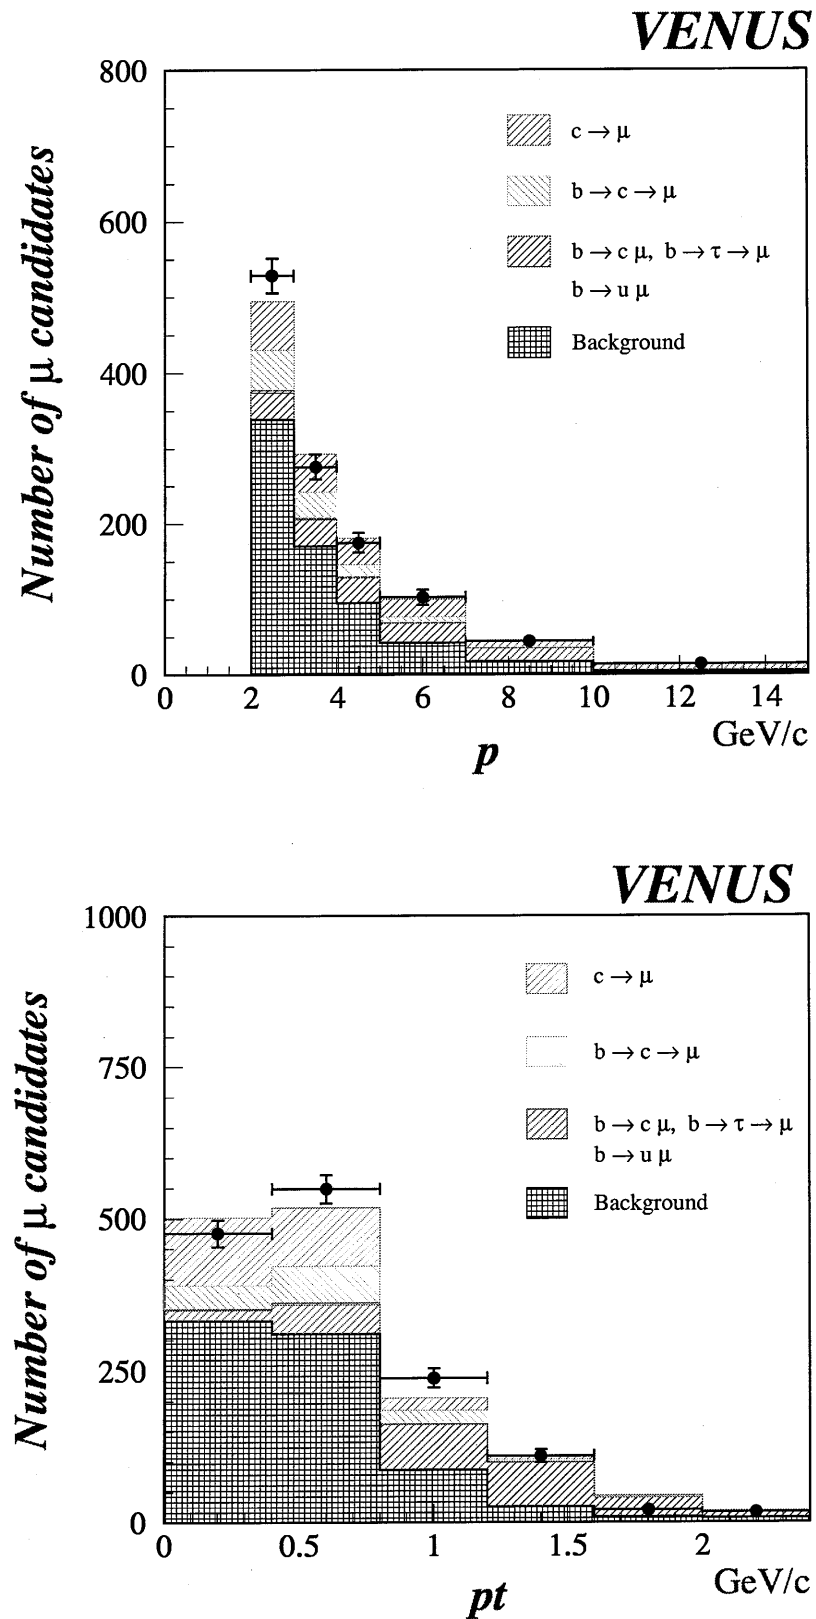 VENUS
800
600
400
200
0
Number of μ candidates
c → μ
b → c → μ
b → c μ, b → τ → μ
b → u μ
Background
0 2 4 6 8 10 12 14
GeV/c
p
VENUS
1000
750
500
250
0
Number of μ candidates
c → μ
b → c → μ
b → c μ, b → τ → μ
b → u μ
Background
0 0.5 1 1.5 2
GeV/c
pt